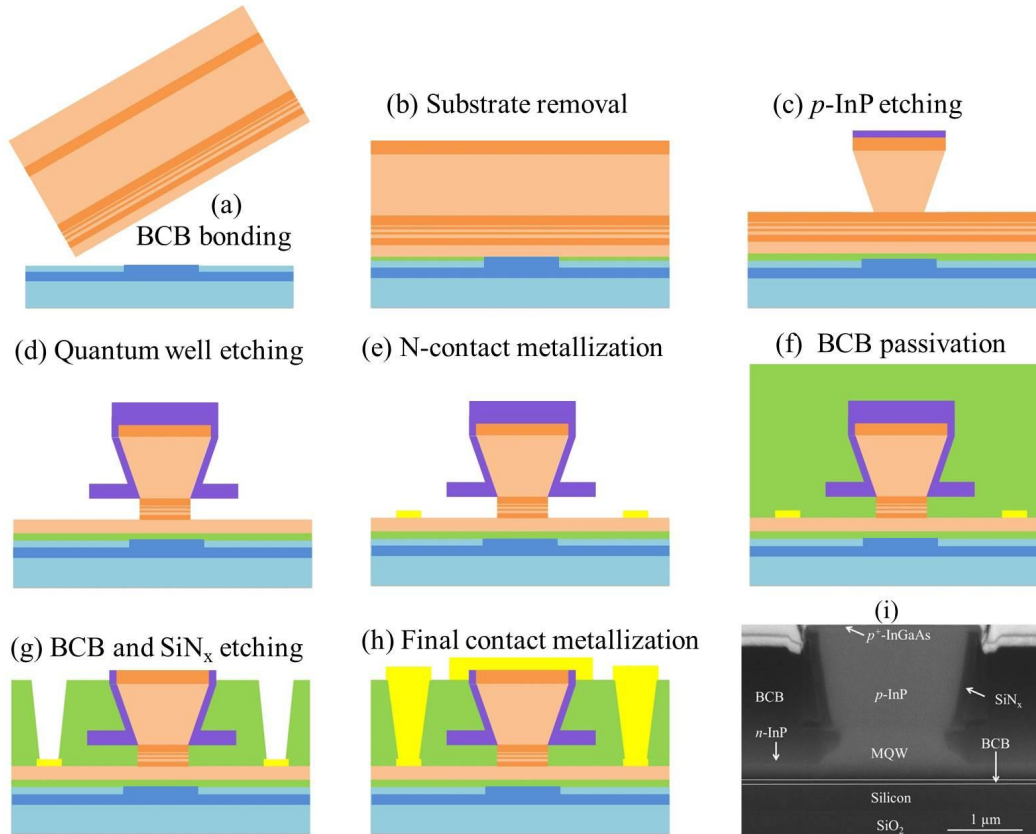 (a)
BCB bonding
(b) Substrate removal
(c) p-InP etching
(d) Quantum well etching
(e) N-contact metallization
(f) BCB passivation
(g) BCB and SiNx etching
(h) Final contact metallization
(i)
p+-InGaAs
BCB
p-InP
SiNx
n-InP
MQW
BCB
Silicon
SiO2
1 µm